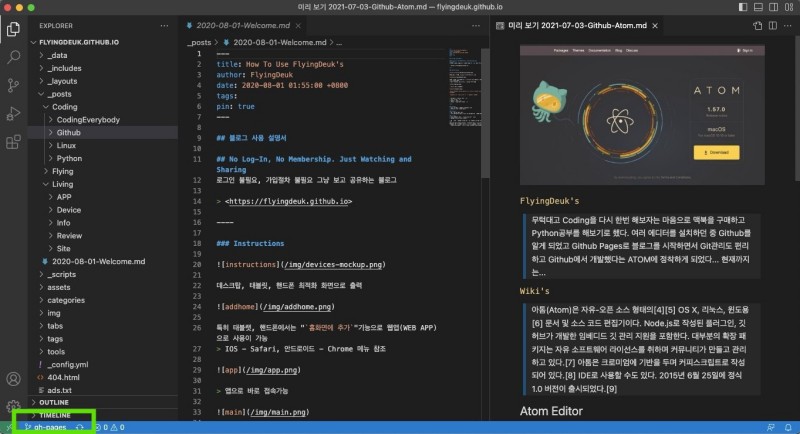 미리 보기 2021-07-03-Github-Atom.md — flyingdeuk.github.io
EXPLORER
FLYINGDEUK.GITHUB.IO
_data
_includes
_layouts
_posts
Coding
CodingEverybody
Github
Linux
Python
Flying
Living
APP
Device
Info
Review
Site
2020-08-01-Welcome.md
_scripts
assets
categories
img
tabs
tags
tools
_config.yml
404.html
ads.txt
OUTLINE
TIMELINE
gh-pages
0 0
2020-08-01-Welcome.md
_posts > 2020-08-01-Welcome.md > ...
1 ---
2 title: How To Use FlyingDeuk's
3 author: FlyingDeuk
4 date: 2020-08-01 01:55:00 +0800
5 tags:
6 pin: true
7 ---
8
9 ## 블로그 사용 설명서
10
11 ## No Log-In, No Membership. Just Watching and
Sharing
12 로그인 불필요, 가입절차 불필요 그냥 보고 공유하는 블로그
13
14 > <https://flyingdeuk.github.io>
15
16 ----
17
18 ### Instructions
19
20 ![instructions](/img/devices-mockup.png)
21
22 데스크탑, 태블릿, 핸드폰 최적화 화면으로 출력
23
24 ![addhome](/img/addhome.png)
25
26 특히 태블릿, 핸드폰에서는 "`홈화면에 추가`"기능으로 웹앱(WEB APP)
으로 사용이 가능
27 > IOS - Safari, 안드로이드 - Chrome 메뉴 참조
28
29 ![app](/img/app.png)
30
31 > 앱으로 바로 접속가능
32
33 ![main](/img/main.png)
미리 보기 2021-07-03-Github-Atom.md
Packages Themes Documentation Blog Discuss
Sign in
ATOM
1.57.0
macOS
Download
FlyingDeuk's
무턱대고 Coding을 다시 한번 해보자는 마음으로 맥북을 구매하고
Python공부를 해보기로 했다. 여러 에디터를 설치하던 중 Github를
알게 되었고 Github Pages로 블로그를 시작하면서 Git관리도 편리
하고 Github에서 개발했다는 ATOM에 정착하게 되었다... 현재까지
는...
Wiki's
아톰(Atom)은 자유-오픈 소스 형태의[4][5] OS X, 리눅스, 윈도용
[6] 문서 및 소스 코드 편집기이다. Node.js로 작성된 플러그인, 깃
허브가 개발한 임베디드 깃 관리 지원을 포함한다. 대부분의 확장 패
키지는 자유 소프트웨어 라이선스를 취하며 커뮤니티가 만들고 관리
하고 있다.[7] 아톰은 크로미엄에 기반을 두며 커피스크립트로 작성
되어 있다.[8] IDE로 사용할 수도 있다. 2015년 6월 25일에 정식
1.0 버전이 출시되었다.[9]
Atom Editor